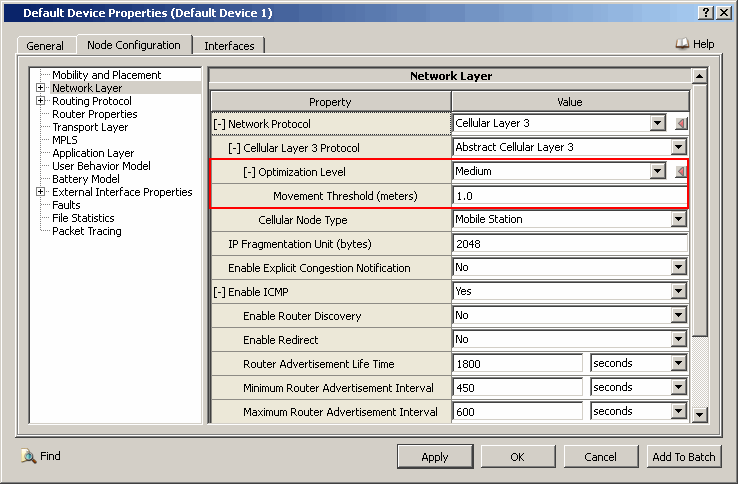 Default Device Properties (Default Device 1)
General Node Configuration Interfaces Help
Mobility and Placement
Network Layer
Routing Protocol
Router Properties
Transport Layer
MPLS
Application Layer
User Behavior Model
Battery Model
External Interface Properties
Faults
File Statistics
Packet Tracing
Network Layer
Property Value
[-] Network Protocol Cellular Layer 3
[-] Cellular Layer 3 Protocol Abstract Cellular Layer 3
[-] Optimization Level Medium
Movement Threshold (meters) 1.0
Cellular Node Type Mobile Station
IP Fragmentation Unit (bytes) 2048
Enable Explicit Congestion Notification No
[-] Enable ICMP Yes
Enable Router Discovery No
Enable Redirect No
Router Advertisement Life Time 1800 seconds
Minimum Router Advertisement Interval 450 seconds
Maximum Router Advertisement Interval 600 seconds
Find Apply OK Cancel Add To Batch